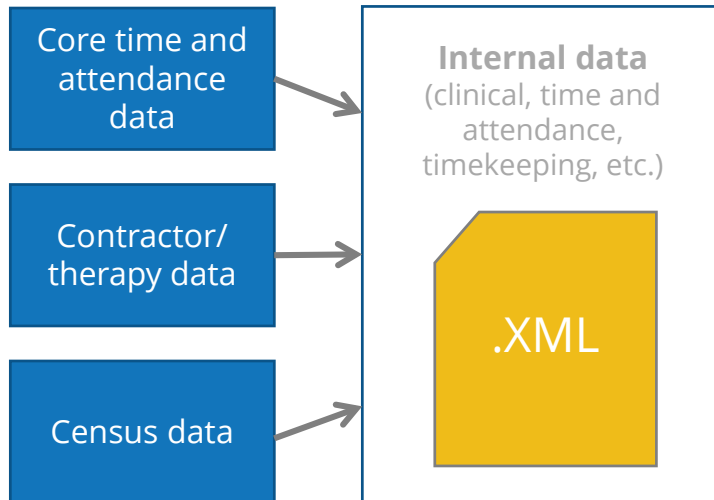 Core time and
attendance
data
Contractor/
therapy data
Census data
Internal data
(clinical, time and
attendance,
timekeeping, etc.)
.XML